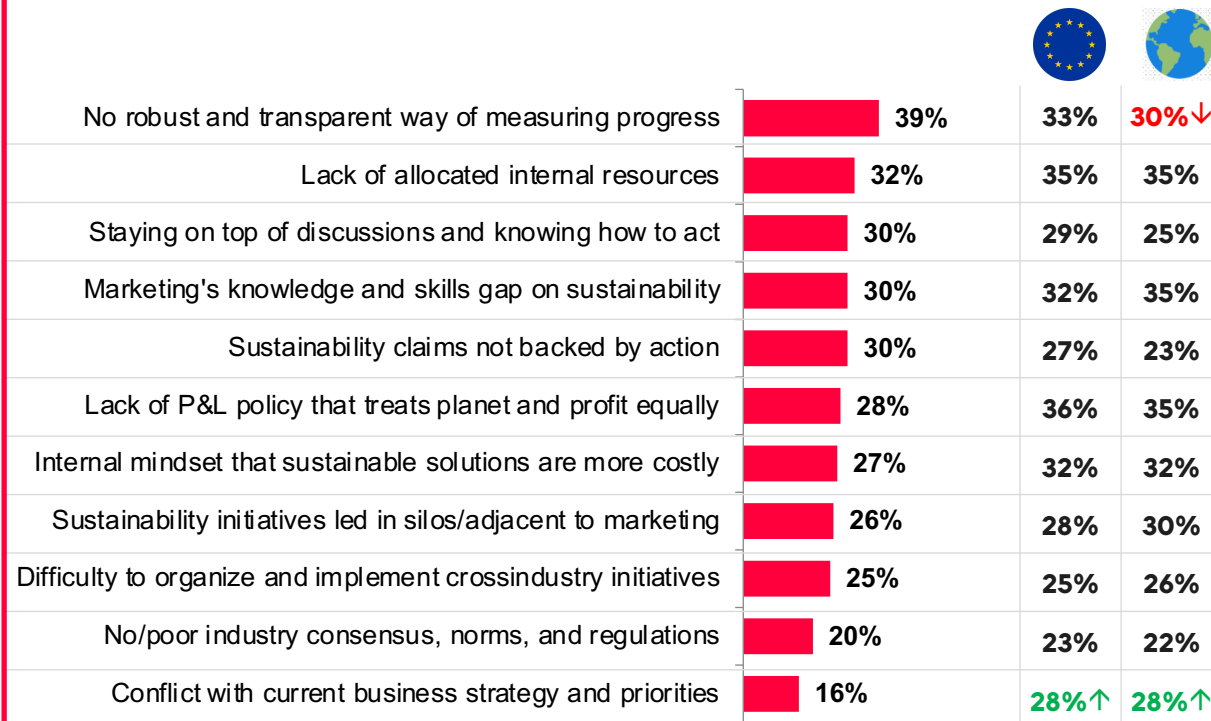 No robust and transparent way of measuring progress 39% 33% 30%↓
Lack of allocated internal resources 32% 35% 35%
Staying on top of discussions and knowing how to act 30% 29% 25%
Marketing's knowledge and skills gap on sustainability 30% 32% 35%
Sustainability claims not backed by action 30% 27% 23%
Lack of P&L policy that treats planet and profit equally 28% 36% 35%
Internal mindset that sustainable solutions are more costly 27% 32% 32%
Sustainability initiatives led in silos/adjacent to marketing 26% 28% 30%
Difficulty to organize and implement crossindustry initiatives 25% 25% 26%
No/poor industry consensus, norms, and regulations 20% 23% 22%
Conflict with current business strategy and priorities 16% 28%↑ 28%↑